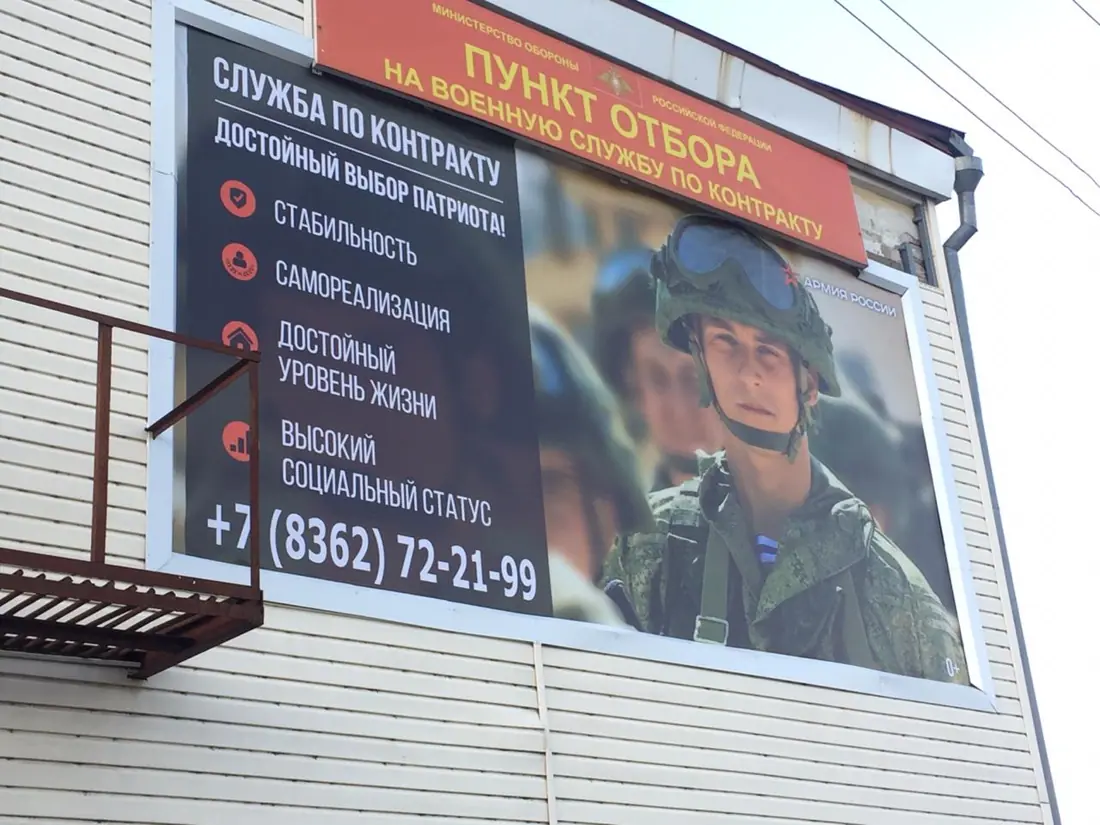 МИНИСТЕРСТВО ОБОРОНЫ
РОССИЙСКОЙ ФЕДЕРАЦИИ
ПУНКТ ОТБОРА
НА ВОЕННУЮ СЛУЖБУ ПО КОНТРАКТУ
СЛУЖБА ПО КОНТРАКТУ
ДОСТОЙНЫЙ ВЫБОР ПАТРИОТА!
СТАБИЛЬНОСТЬ
САМОРЕАЛИЗАЦИЯ
ДОСТОЙНЫЙ
УРОВЕНЬ ЖИЗНИ
ВЫСОКИЙ
СОЦИАЛЬНЫЙ СТАТУС
+7 (8362) 72-21-99
АРМИЯ РОССИИ
0+